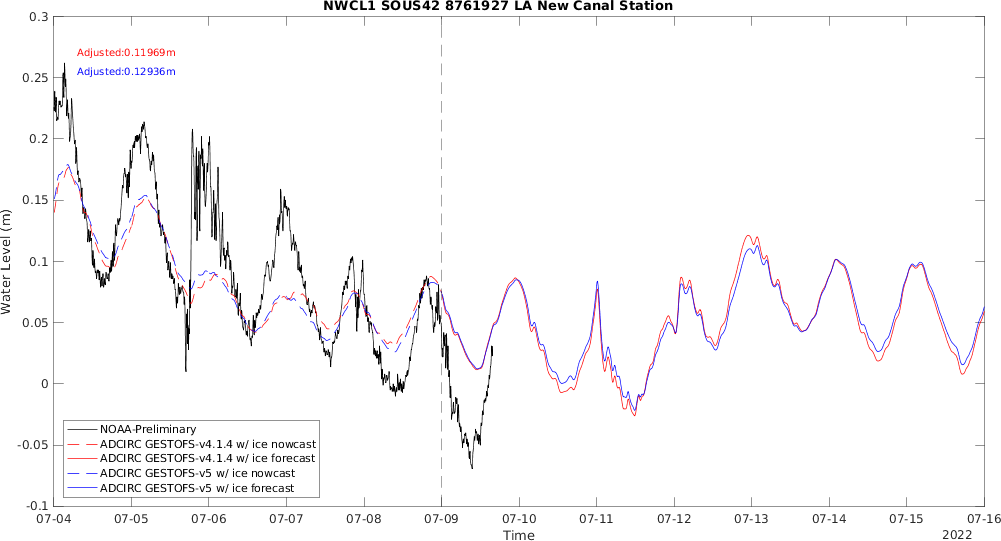 NWCL1 SOUS42 8761927 LA New Canal Station
0.3
Adjusted:0.11969m
Adjusted:0.12936m
0.25
0.2
0.15
0.1
0.05
0
-0.05
-0.1
Water Level (m)
NOAA-Preliminary
ADCIRC GESTOFS-v4.1.4 w/ ice nowcast
ADCIRC GESTOFS-v4.1.4 w/ ice forecast
ADCIRC GESTOFS-v5 w/ ice nowcast
ADCIRC GESTOFS-v5 w/ ice forecast
07-04 07-05 07-06 07-07 07-08 07-09 07-10 07-11 07-12 07-13 07-14 07-15 07-16
Time
2022